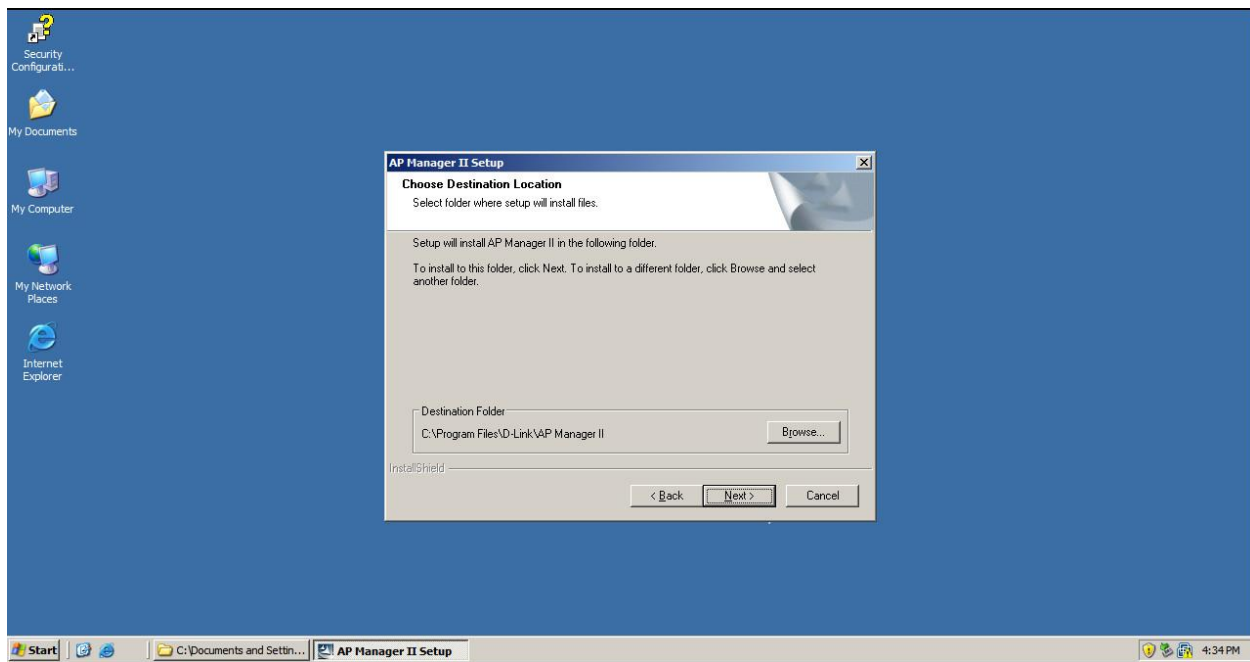 Security
Configurati...
My Documents
My Computer
My Network
Places
Internet
Explorer
AP Manager II Setup
Choose Destination Location
Select folder where setup will install files.
Setup will install AP Manager II in the following folder.
To install to this folder, click Next. To install to a different folder, click Browse and select
another folder.
Destination Folder
C:\Program Files\D-Link\AP Manager II
Browse...
InstallShield
< Back
Next >
Cancel
Start
C:\Documents and Settin...
AP Manager II Setup
4:34 PM